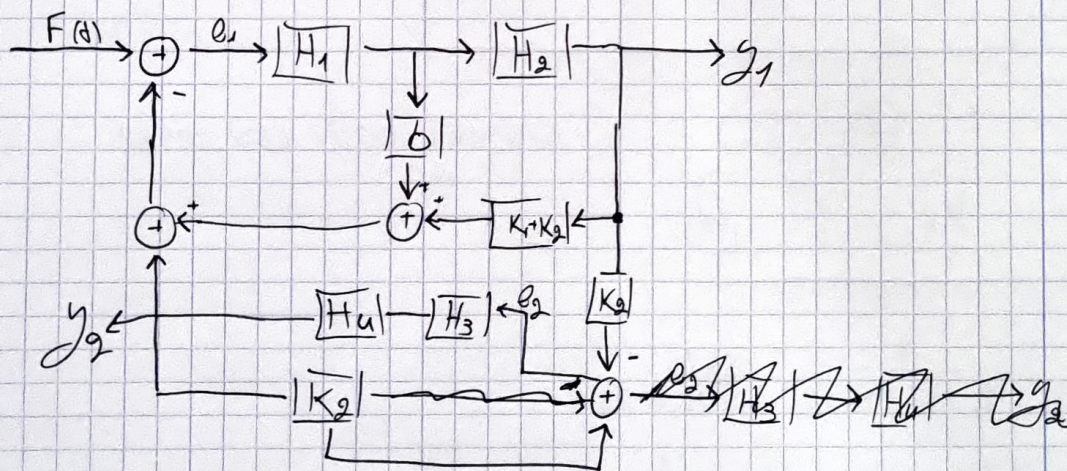 F(s) + e1 H1 H2 y1
-
b
+
+ + + + K1+K2
K2
y2 H4 H3 e2
-
K2 +